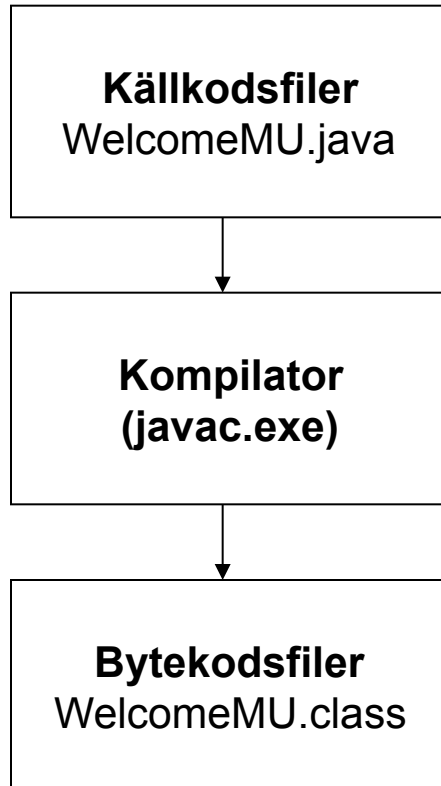 Källkodsfiler
WelcomeMU.java
Kompilator
(javac.exe)
Bytekodsfiler
WelcomeMU.class